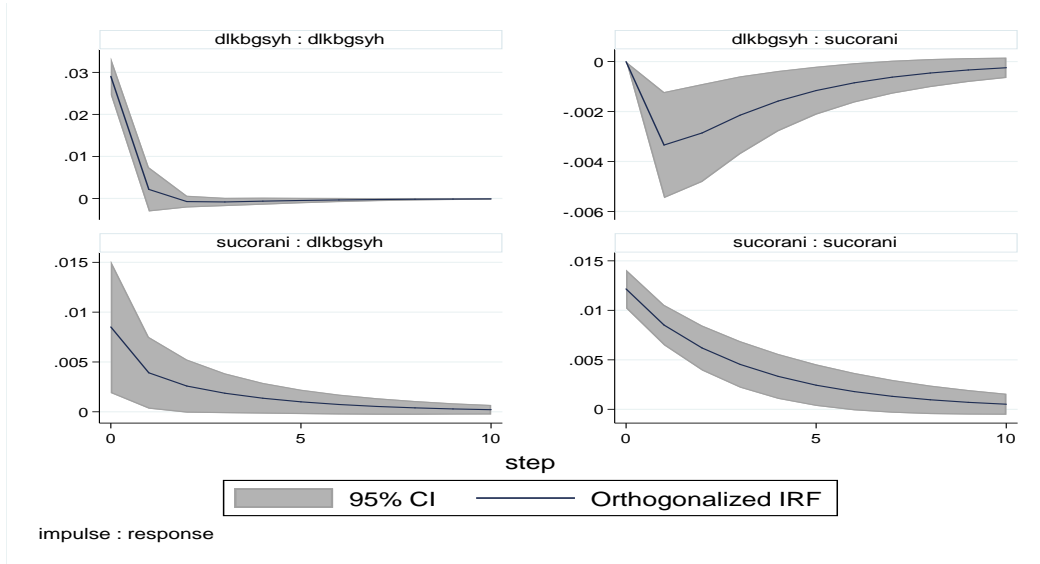 dlkbgsyh : dlkbgsyh
dlkbgsyh : sucorani
.03
.02
.01
0
0
-.002
-.004
-.006
sucorani : dlkbgsyh
sucorani : sucorani
.015
.01
.005
0
.015
.01
.005
0
0
5
10
0
5
10
step
95% CI
Orthogonalized IRF
impulse : response